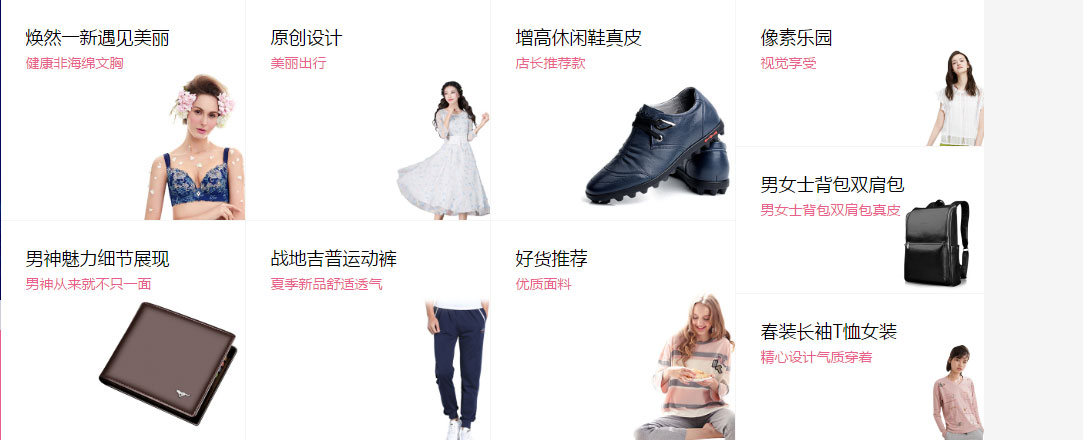 焕然一新遇见美丽
健康非海绵文胸
原创设计
美丽出行
增高休闲鞋真皮
店长推荐款
像素乐园
视觉享受
男女士背包双肩包
男女士背包双肩包真皮
男神魅力细节展现
男神从来就不只一面
战地吉普运动裤
夏季新品舒适透气
好货推荐
优质面料
春装长袖T恤女装
精心设计气质穿着